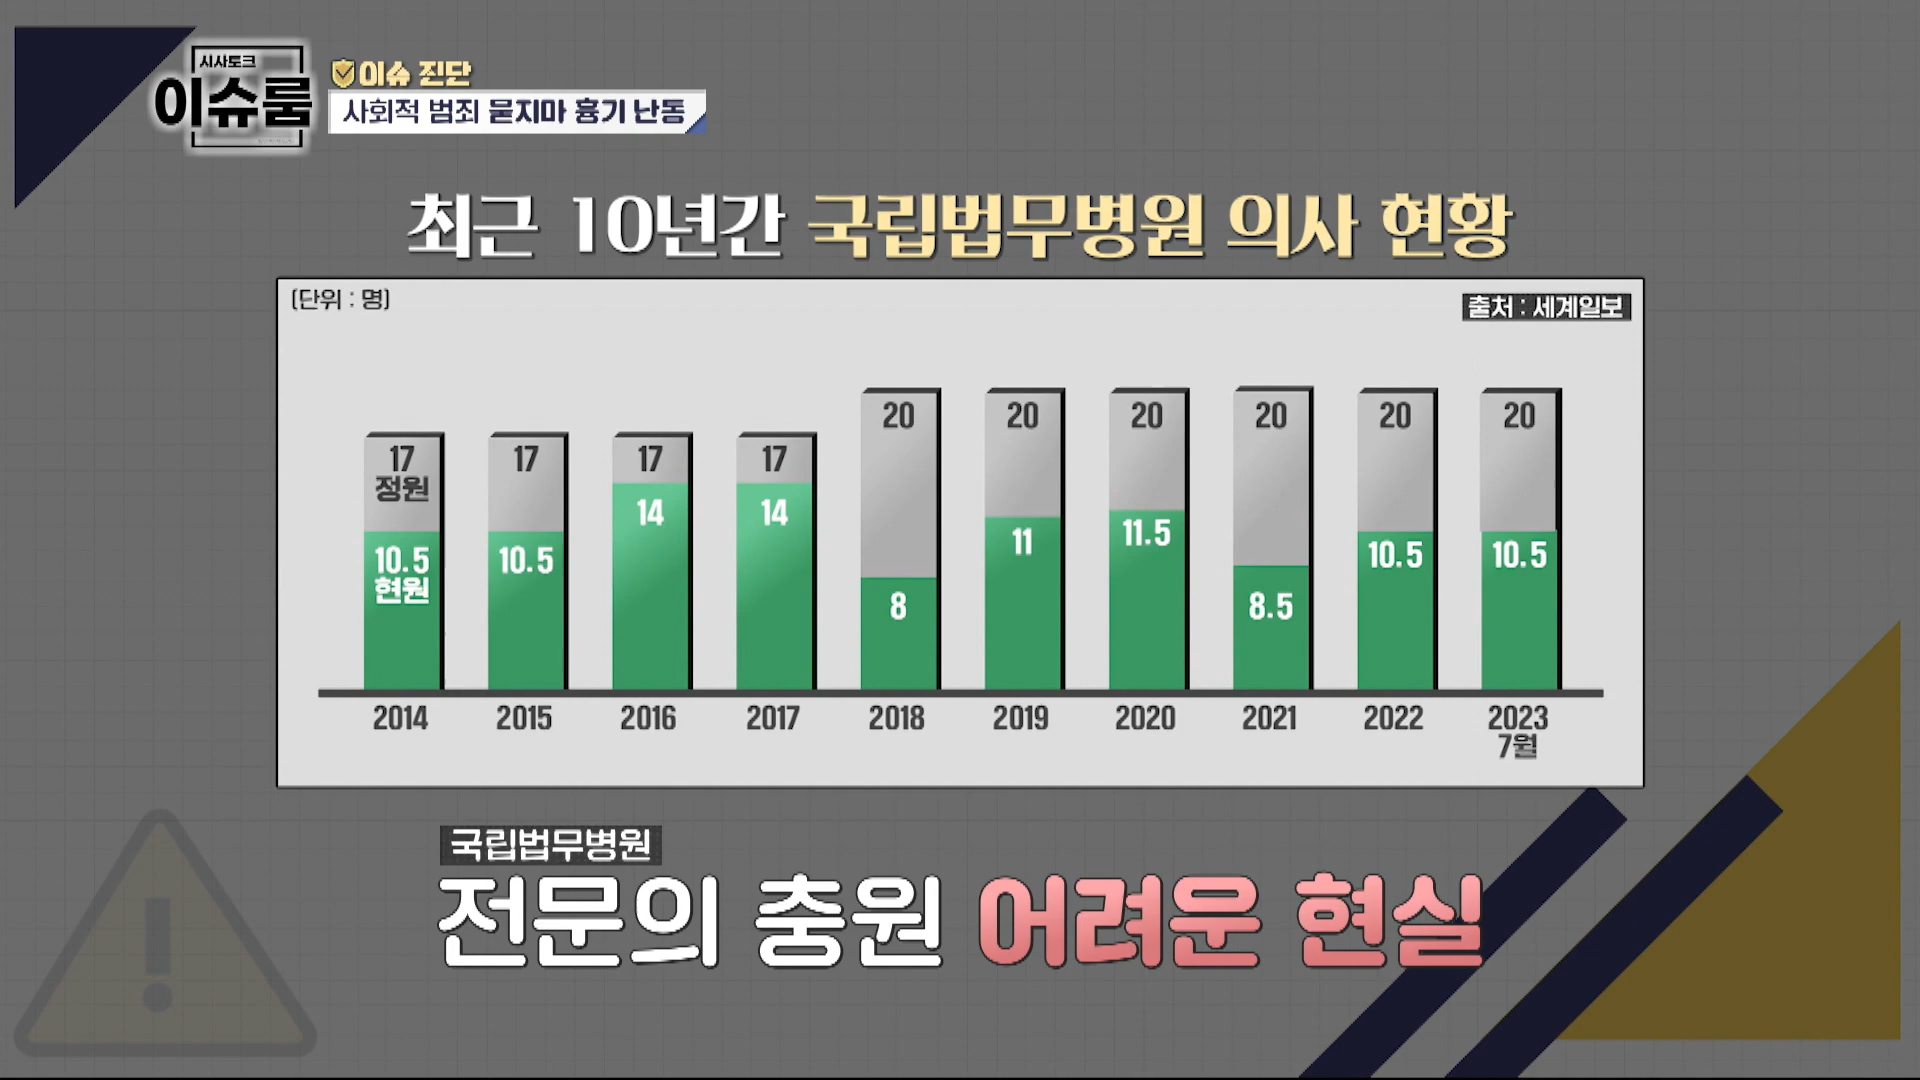 시사토크
이슈룸
이슈 진단
사회적 범죄 묻지마 흉기 난동
최근 10년간 국립법무병원 의사 현황
(단위 : 명)
출처 : 세계일보
17 17 17 17 20 20 20 20 20 20
정원
10.5 10.5 14 14 8 11 11.5 8.5 10.5 10.5
현원
2014 2015 2016 2017 2018 2019 2020 2021 2022 2023
7월
국립법무병원
전문의 충원 어려운 현실